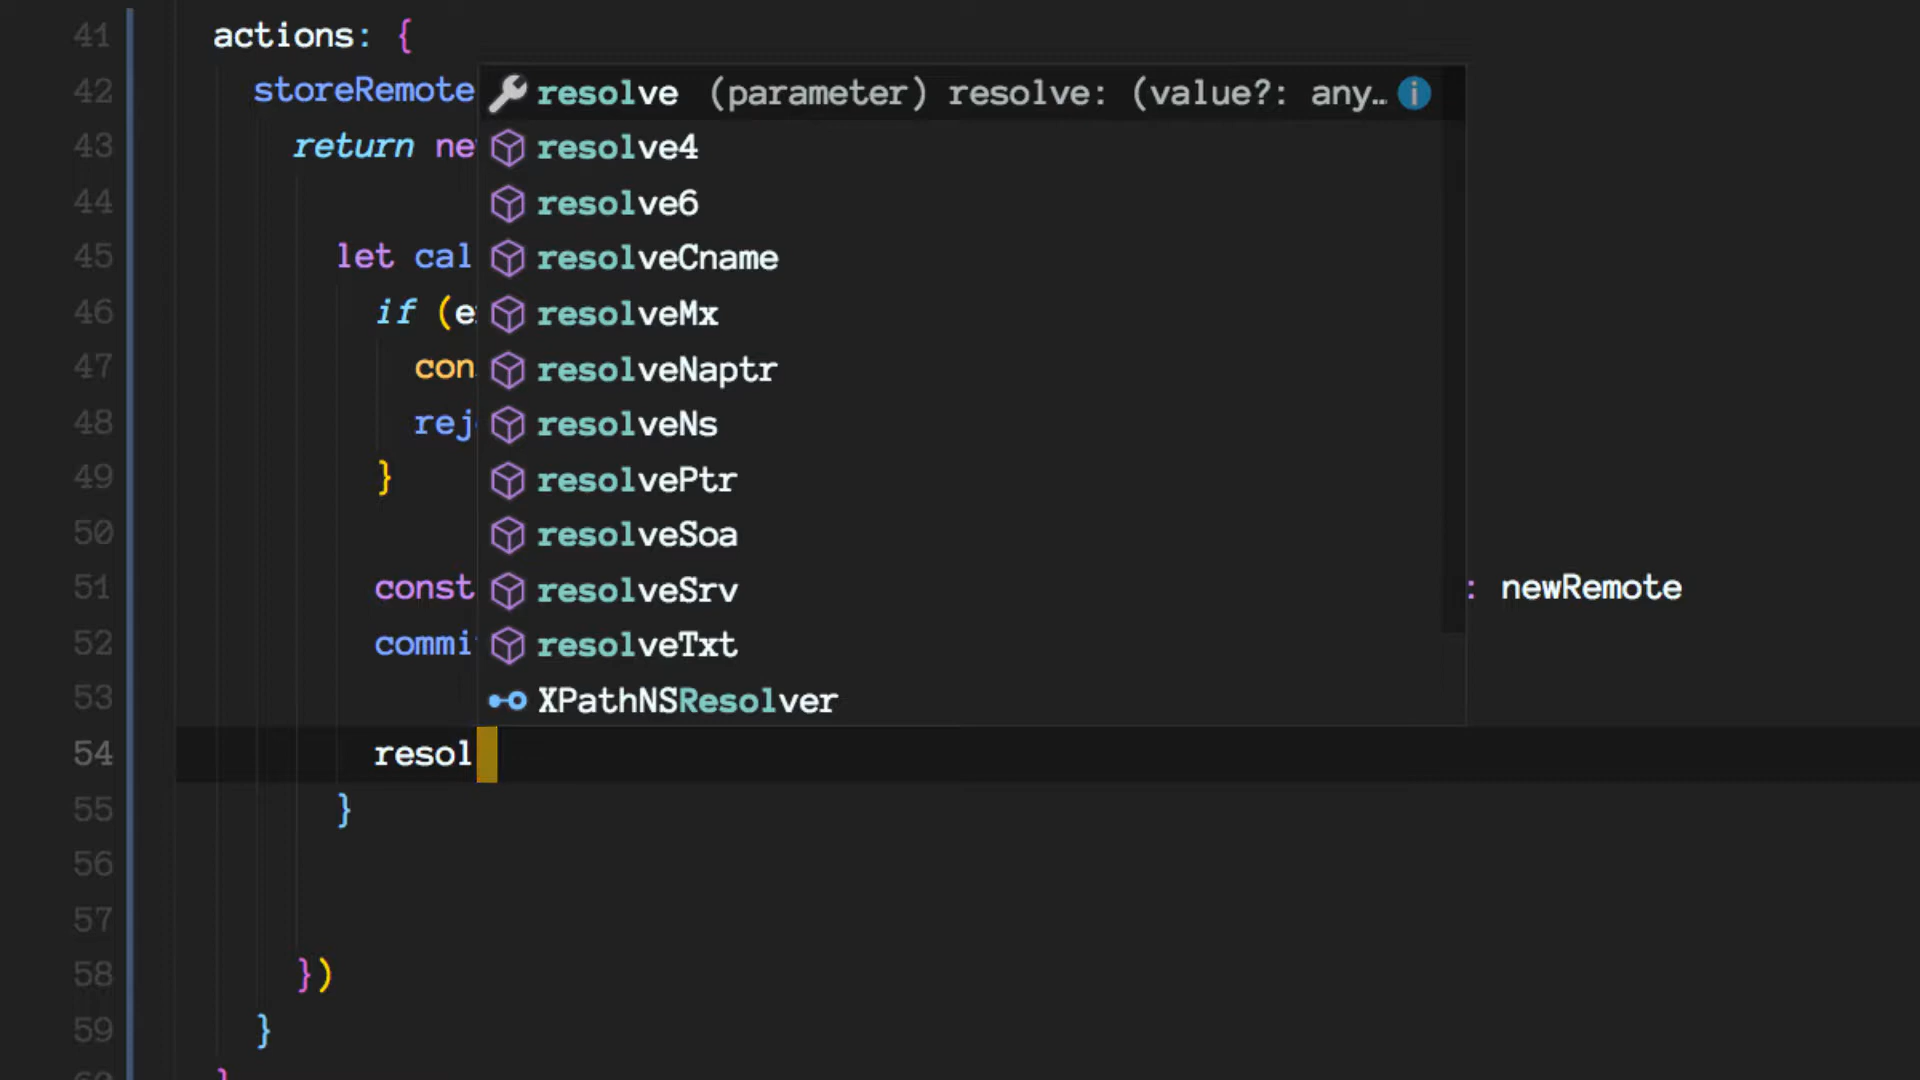 41 actions: {
42 storeRemote
resolve (parameter) resolve: (value?: any…
43 return ne
resolve4
44
resolve6
45 let cal
resolveCname
46 if (e
resolveMx
47 con
resolveNaptr
48 rej
resolveNs
49 }
resolvePtr
50
resolveSoa
51 const
resolveSrv
: newRemote
52 commi
resolveTxt
53
XPathNSResolver
54 resol
55 }
56
57
58 })
59 }